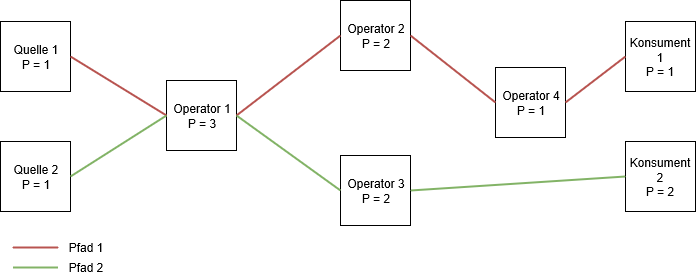 Quelle 1
P = 1
Quelle 2
P = 1
Operator 1
P = 3
Operator 2
P = 2
Operator 3
P = 2
Operator 4
P = 1
Konsument
1
P = 1
Konsument
2
P = 2
Pfad 1
Pfad 2